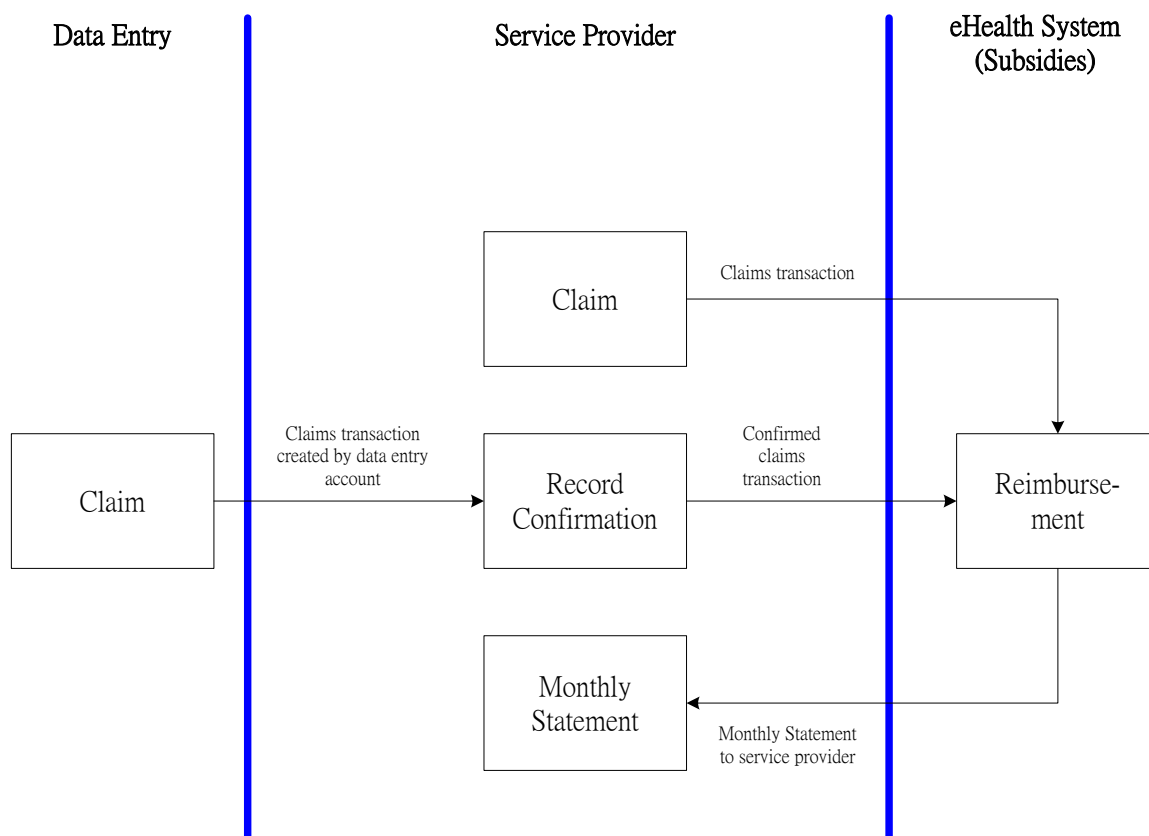 Data Entry
Service Provider
eHealth System
(Subsidies)
Claim
Claims transaction
Claim
Claims transaction
created by data entry
account
Record
Confirmation
Confirmed
claims
transaction
Reimburse-
ment
Monthly
Statement
Monthly Statement
to service provider